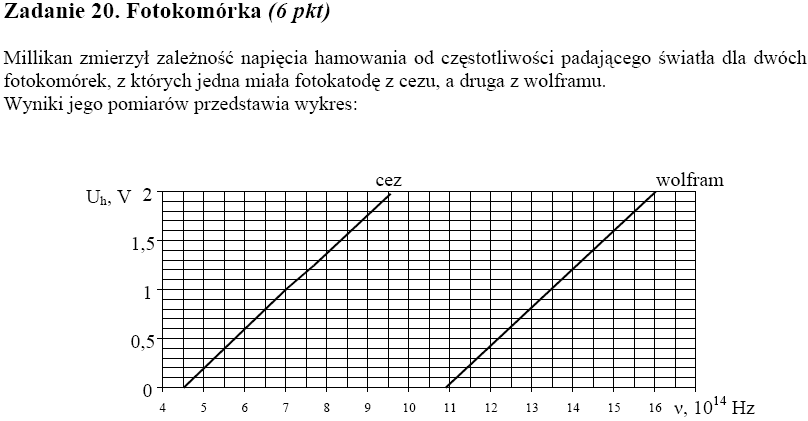 Zadanie 20. Fotokomórka (6 pkt)
Millikan zmierzył zależność napięcia hamowania od częstotliwości padającego światła dla dwóch
fotokomórek, z których jedna miała fotokatodę z cezu, a druga z wolframu.
Wyniki jego pomiarów przedstawia wykres:
cez wolfram
Uh, V 2
1,5
1
0,5
0
4 5 6 7 8 9 10 11 12 13 14 15 16 ν, 10^14 Hz